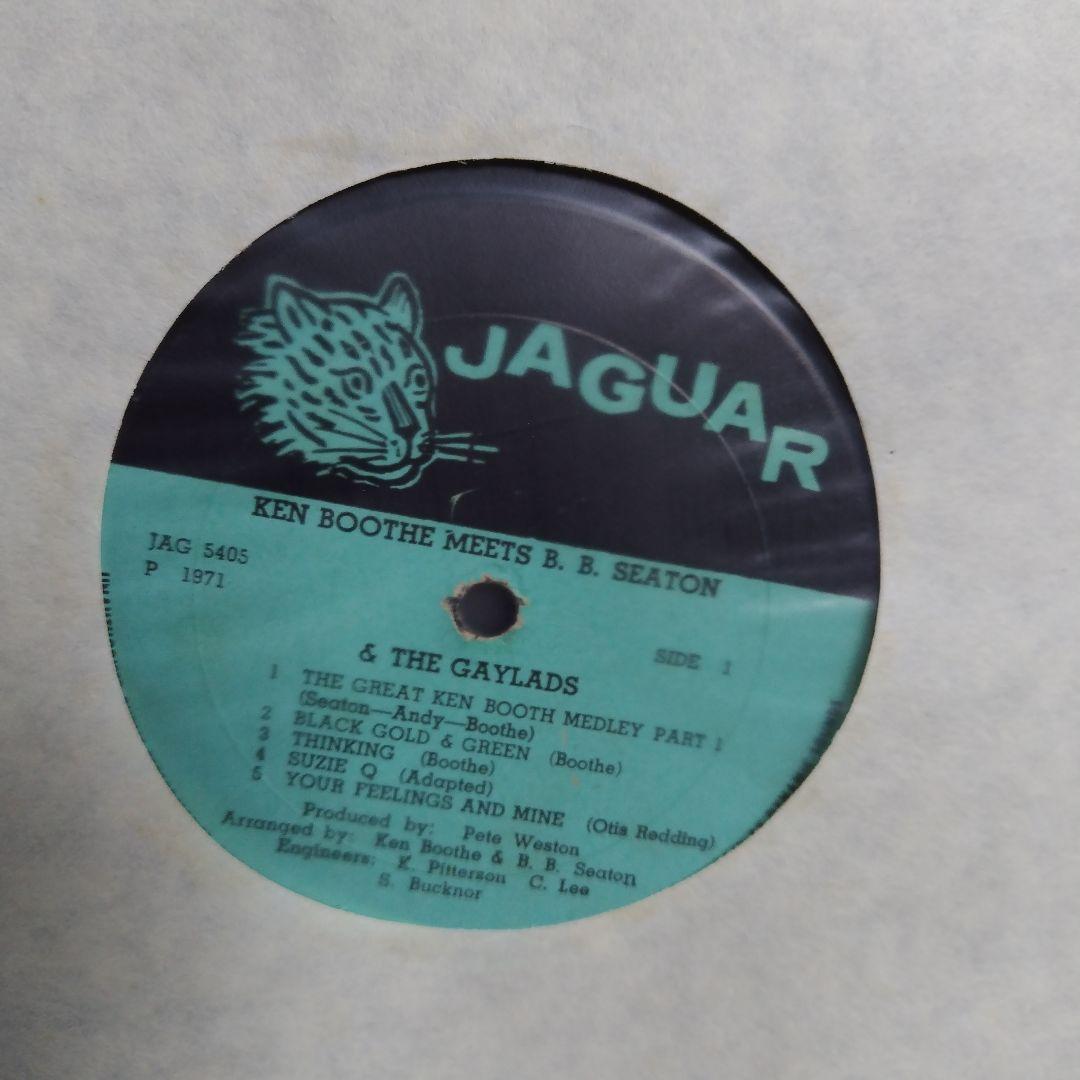 JAGUAR
KEN BOOTHE MEETS B. B. SEATON
JAG 5405
P 1971
& THE GAYLADS
SIDE 1
1 THE GREAT KEN BOOTH MEDLEY PART 1
(Seaton—Andy—Boothe)
2 BLACK GOLD & GREEN (Boothe)
3 THINKING (Boothe)
4 SUZIE Q (Adapted)
5 YOUR FEELINGS AND MINE (Otis Redding)
Produced by: Pete Weston
Arranged by: Ken Boothe & B. B. Seaton
Engineers: K. Pitterson C. Lee
S. Bucknor